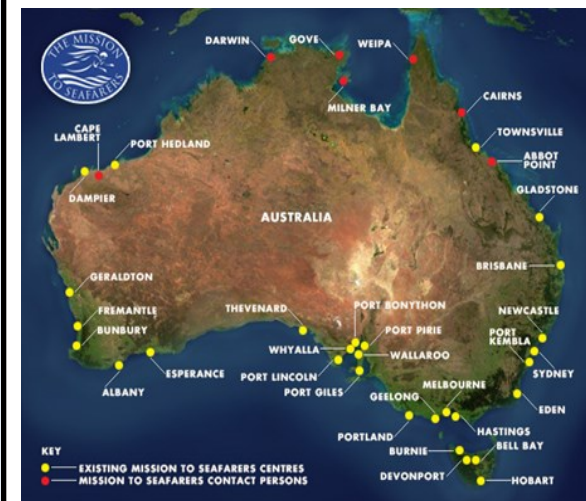 THE MISSION
TO SEAFARERS
DARWIN
GOVE
WEIPA
MILNER BAY
CAIRNS
TOWNSVILLE
ABBOT
POINT
CAPE
LAMBERT
PORT HEDLAND
DAMPIER
GLADSTONE
AUSTRALIA
BRISBANE
GERALDTON
FREMANTLE
BUNBURY
ALBANY
ESPERANCE
THEVENARD
PORT BONYTHON
PORT PIRIE
WHYALLA
WALLAROO
PORT LINCOLN
PORT GILES
NEWCASTLE
PORT
KEMBLA
SYDNEY
EDEN
MELBOURNE
GEELONG
HASTINGS
PORTLAND
BURNIE
BELL BAY
DEVONPORT
HOBART
KEY
EXISTING MISSION TO SEAFARERS CENTRES
MISSION TO SEAFARERS CONTACT PERSONS